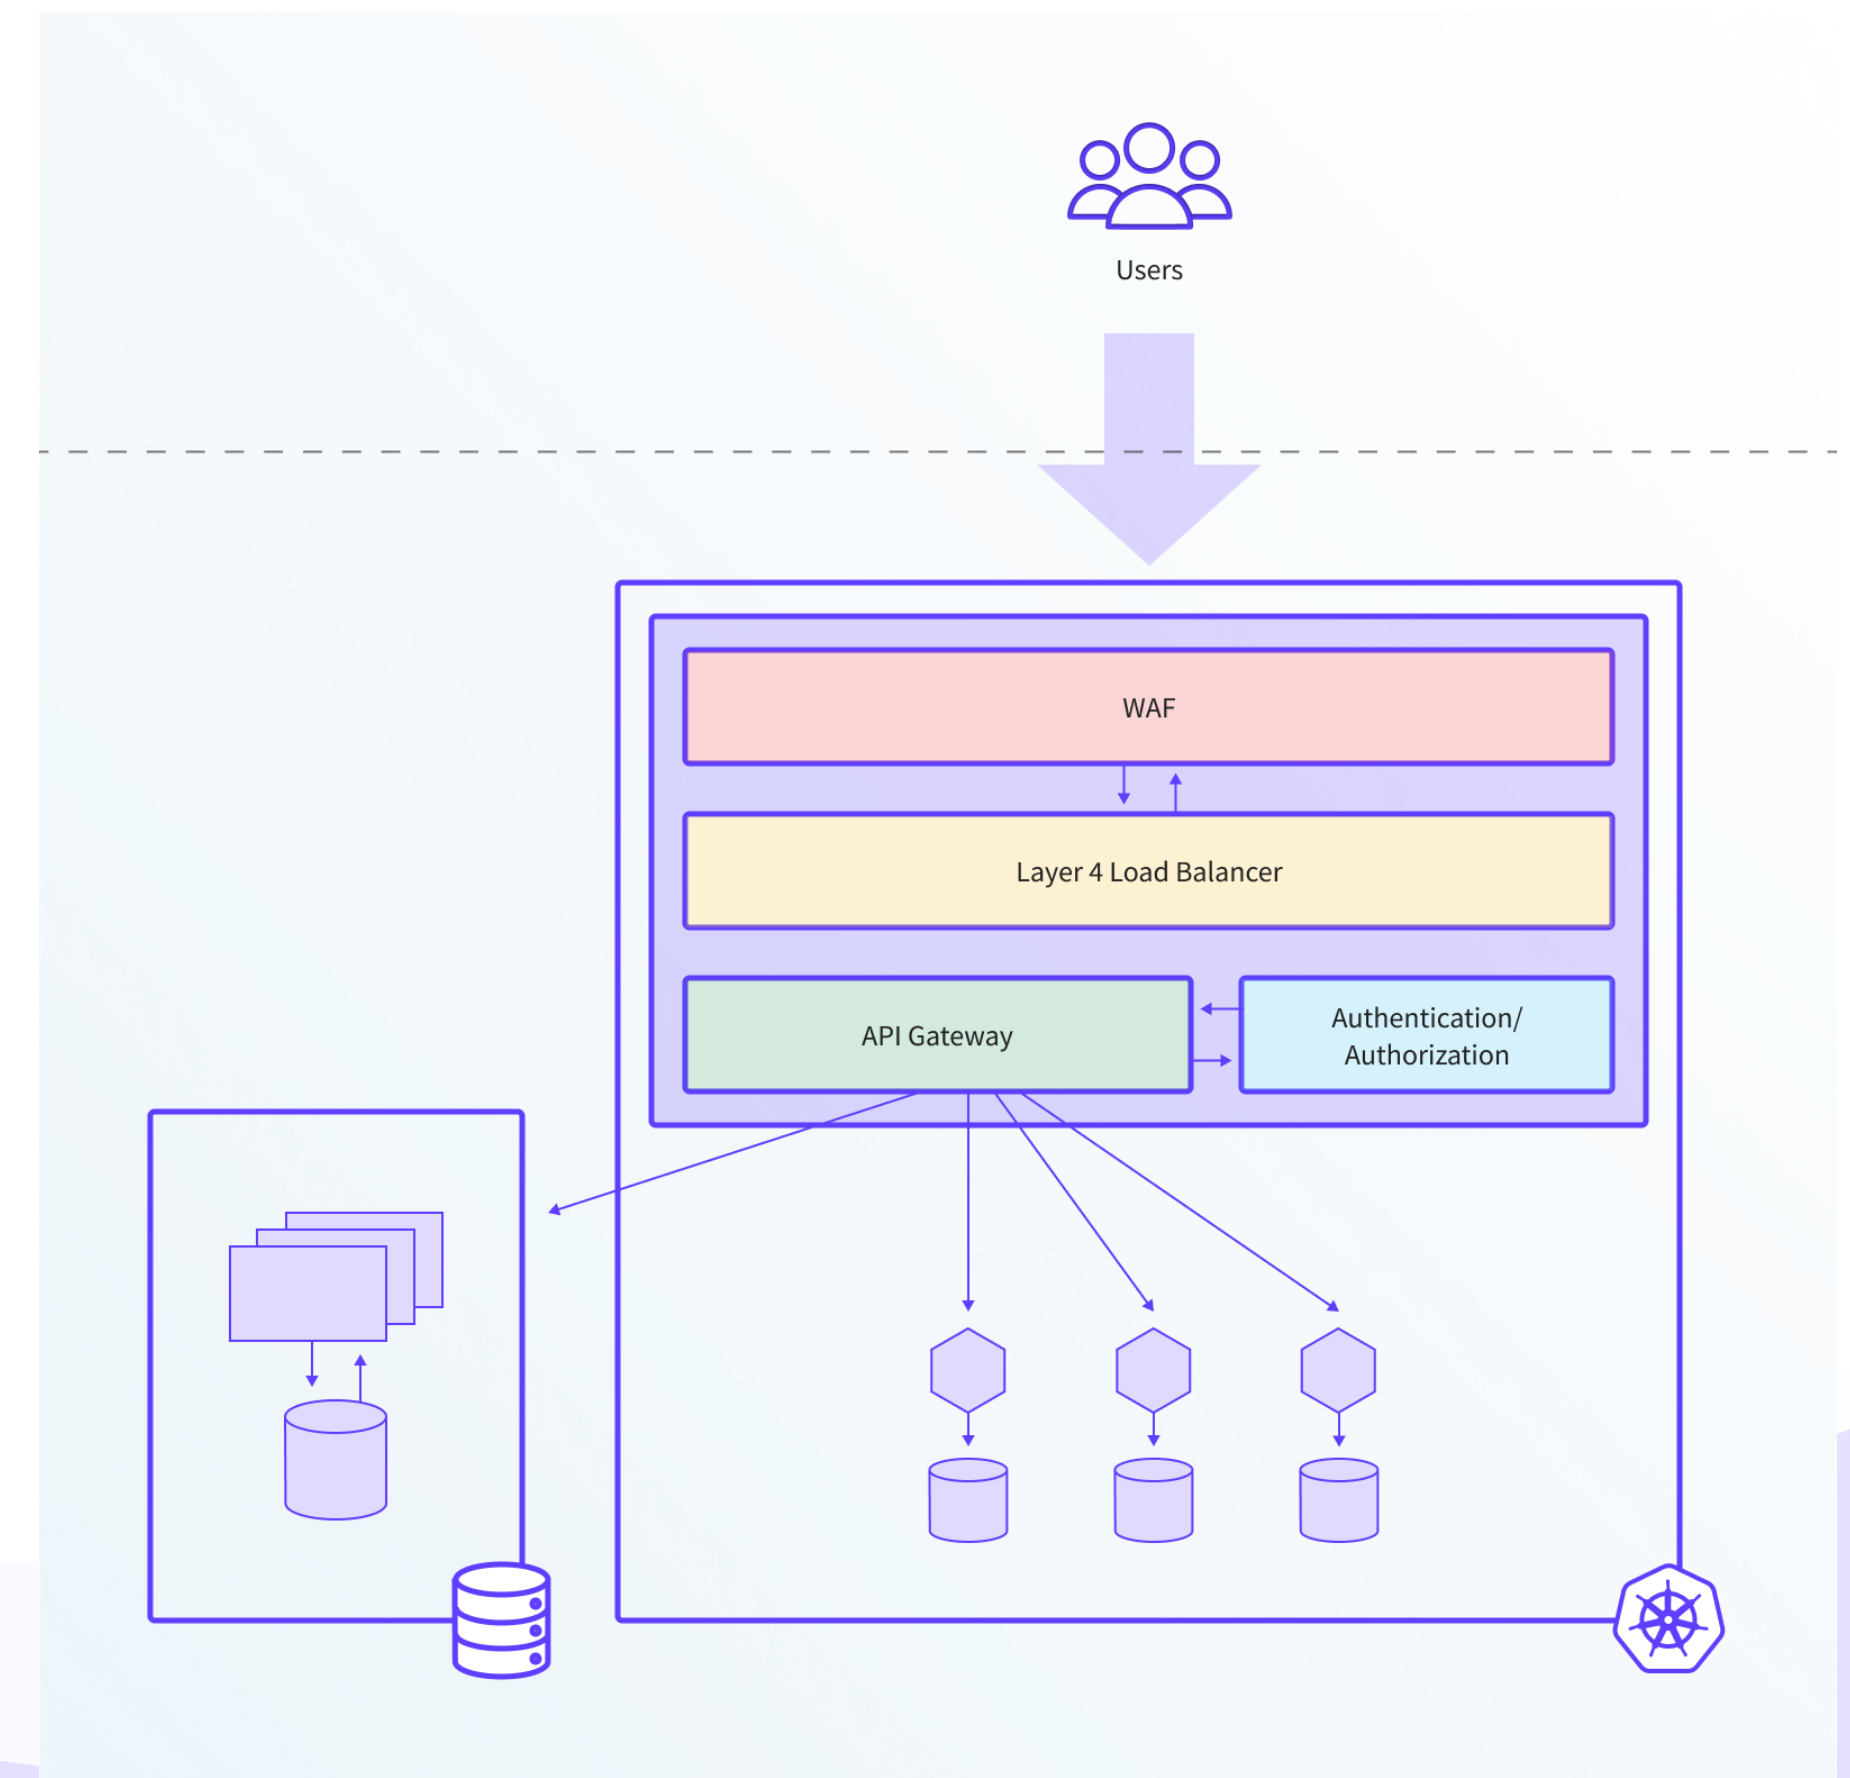 Users
WAF
Layer 4 Load Balancer
API Gateway
Authentication/
Authorization